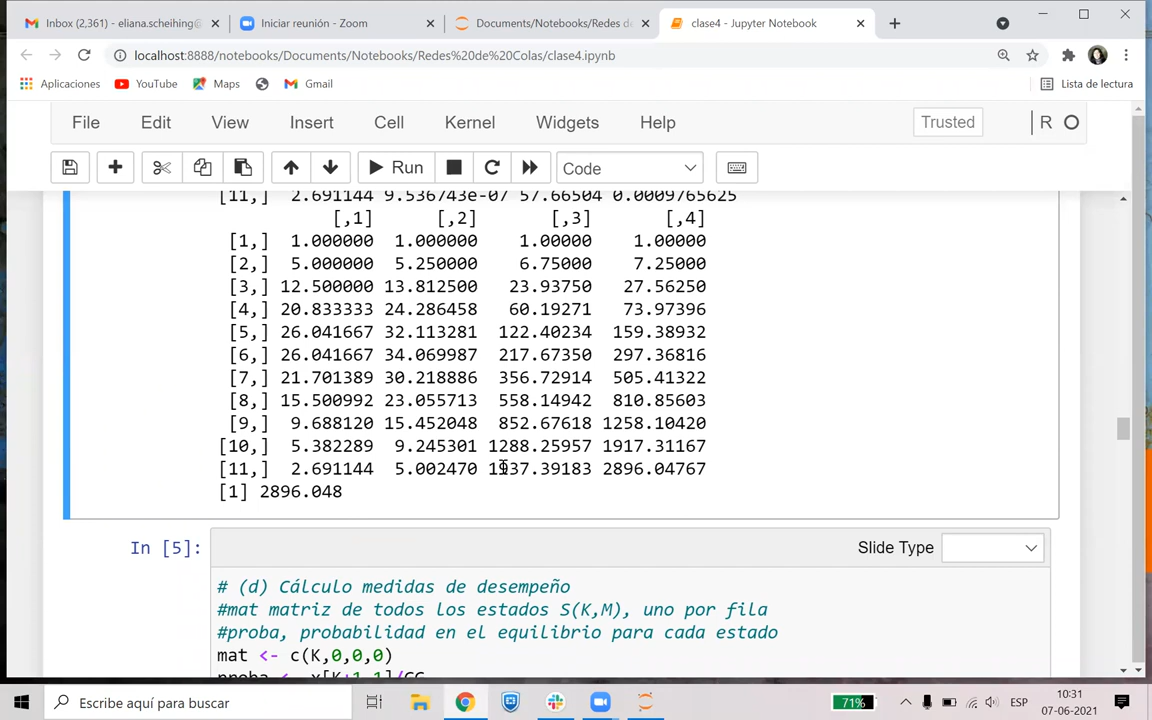 Inbox (2,361) - eliana.scheihing@
Iniciar reunión - Zoom
Documents/Notebooks/Redes de
clase4 - Jupyter Notebook
localhost:8888/notebooks/Documents/Notebooks/Redes%20de%20Colas/clase4.ipynb
Aplicaciones YouTube Maps Gmail Lista de lectura
File Edit View Insert Cell Kernel Widgets Help Trusted R
Run Code
[11,] 2.691144 9.536743e-07 57.66504 0.0009765625
[,1] [,2] [,3] [,4]
[1,] 1.000000 1.000000 1.00000 1.00000
[2,] 5.000000 5.250000 6.75000 7.25000
[3,] 12.500000 13.812500 23.93750 27.56250
[4,] 20.833333 24.286458 60.19271 73.97396
[5,] 26.041667 32.113281 122.40234 159.38932
[6,] 26.041667 34.069987 217.67350 297.36816
[7,] 21.701389 30.218886 356.72914 505.41322
[8,] 15.500992 23.055713 558.14942 810.85603
[9,] 9.688120 15.452048 852.67618 1258.10420
[10,] 5.382289 9.245301 1288.25957 1917.31167
[11,] 2.691144 5.002470 2896.04767
[1] 2896.048
In [5]:
Slide Type
# (d) Cálculo medidas de desempeño
#mat matriz de todos los estados S(K,M), uno por fila
#proba, probabilidad en el equilibrio para cada estado
mat <- c(K,0,0,0)
Escribe aquí para buscar
71%
ESP
10:31
07-06-2021